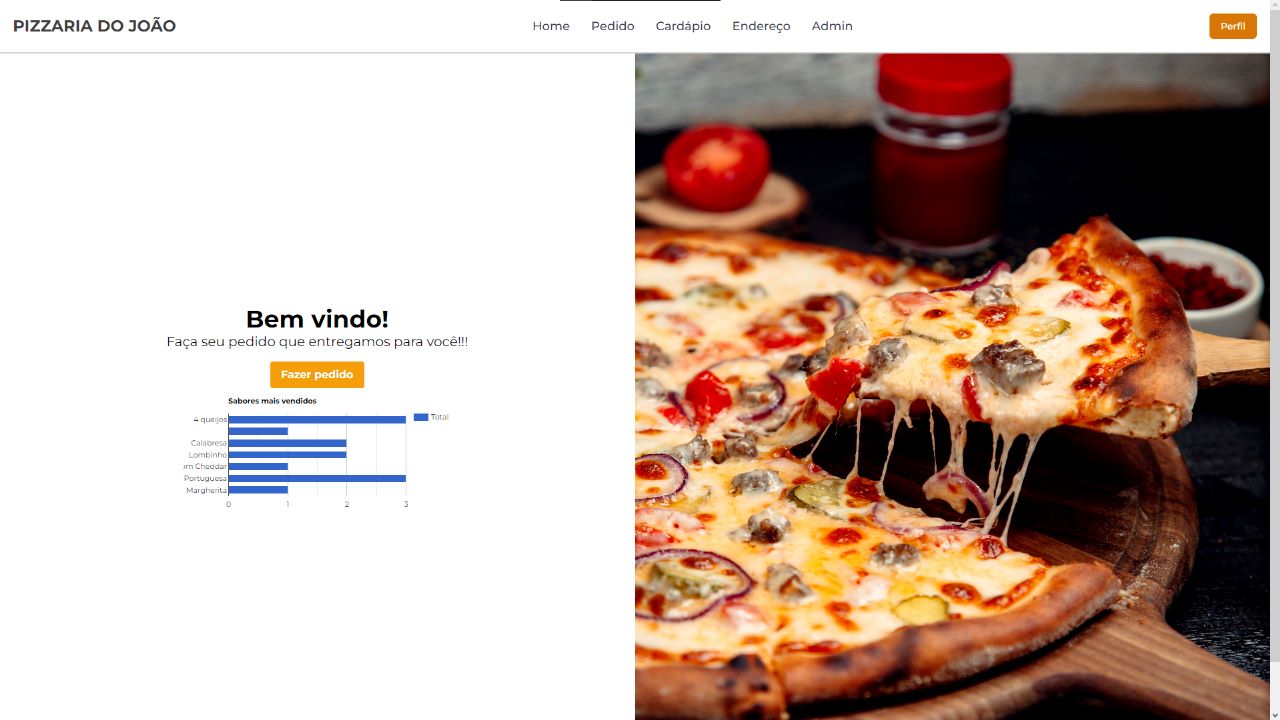 PIZZARIA DO JOÃO
Home Pedido Cardápio Endereço Admin
Perfil
Bem vindo!
Faça seu pedido que entregamos para você!!!
Fazer pedido
Sabores mais vendidos
4 queijos
Total
Calabresa
Lombinho
Cheddar
Portuguesa
Margherita
0 1 2 3